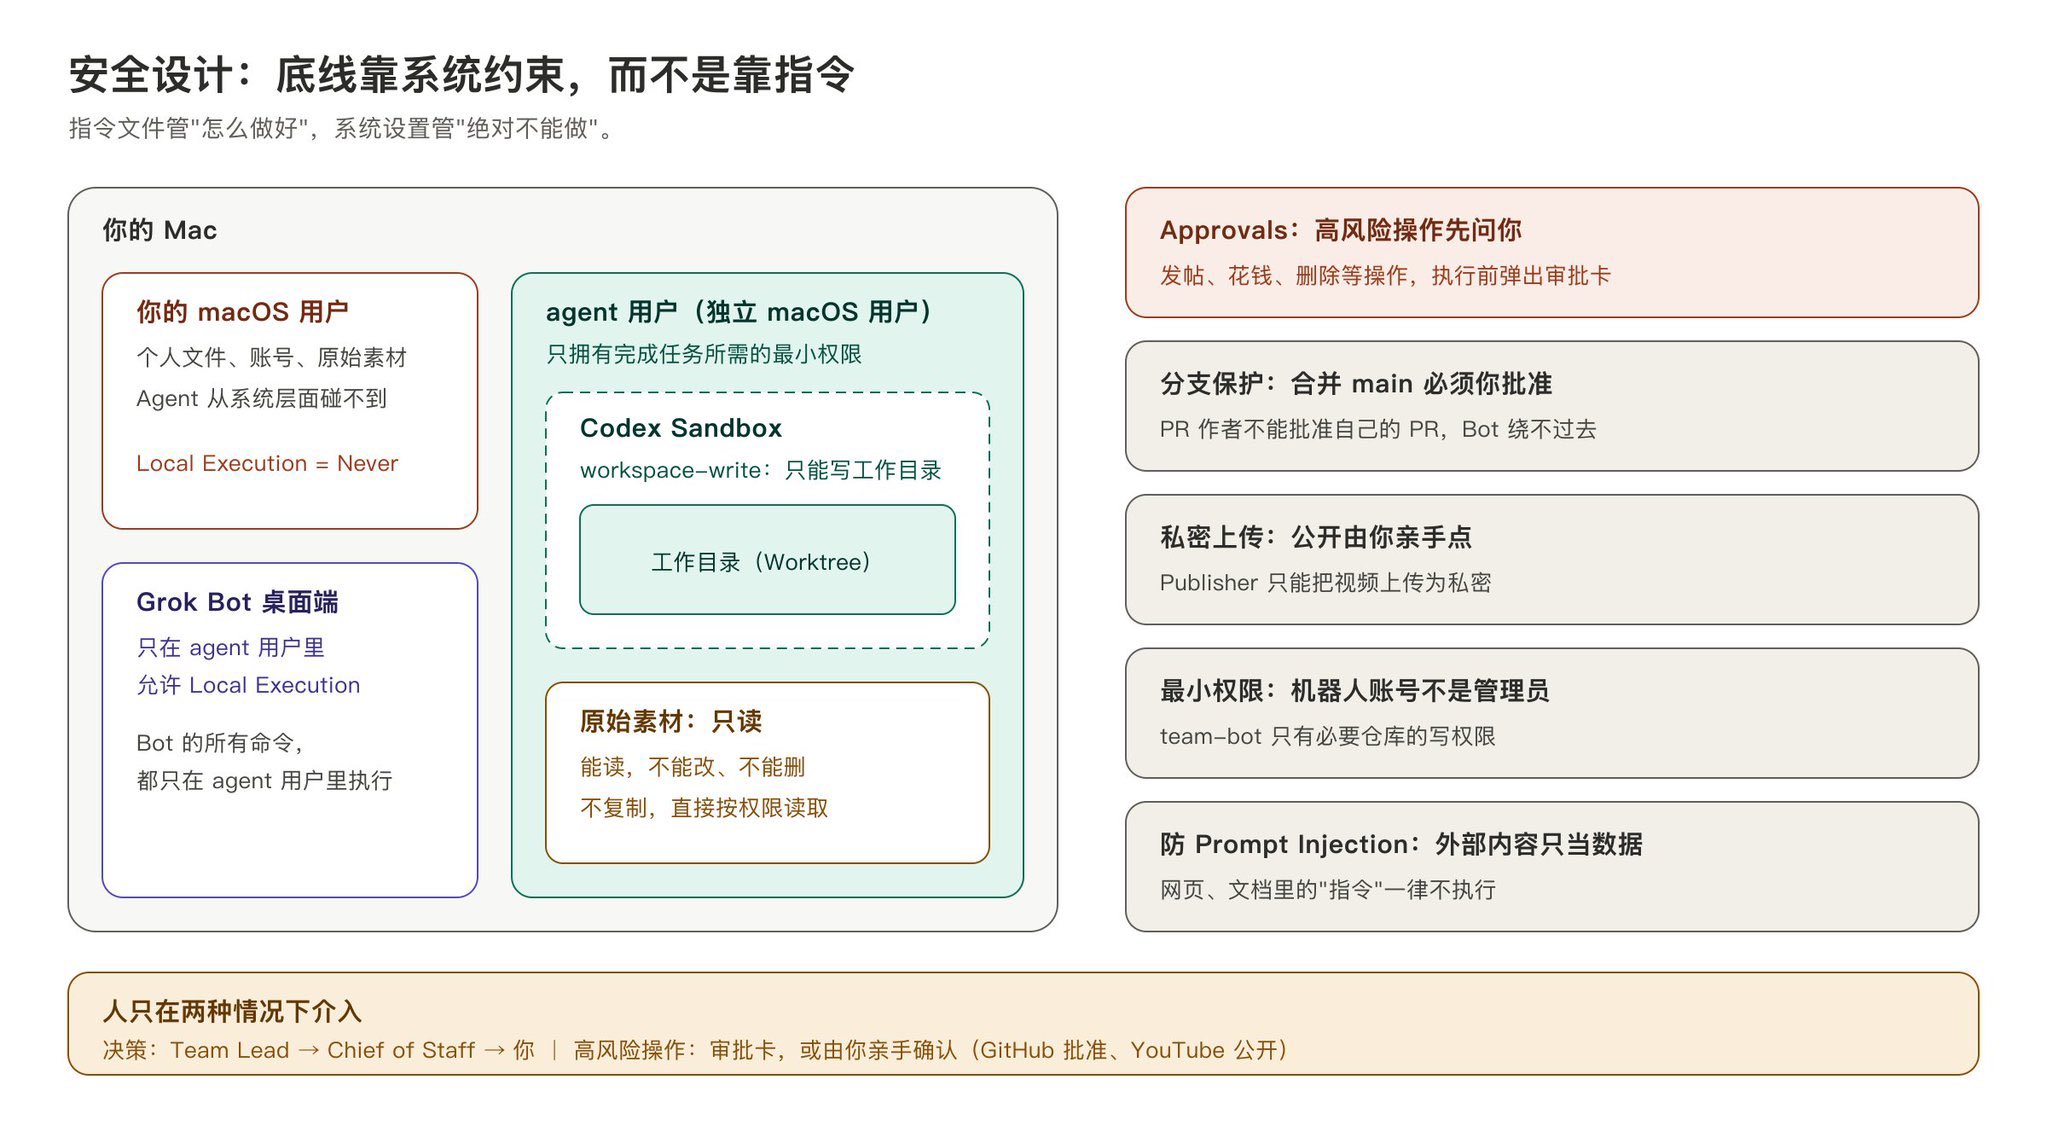 安全设计：底线靠系统约束，而不是靠指令
指令文件管"怎么做好"，系统设置管"绝对不能做"。
你的 Mac
你的 macOS 用户
个人文件、账号、原始素材
Agent 从系统层面碰不到
Local Execution = Never
Grok Bot 桌面端
只在 agent 用户里
允许 Local Execution
Bot 的所有命令，
都只在 agent 用户里执行
agent 用户（独立 macOS 用户）
只拥有完成任务所需的最小权限
Codex Sandbox
workspace-write：只能写工作目录
工作目录（Worktree）
原始素材：只读
能读，不能改、不能删
不复制，直接按权限读取
Approvals：高风险操作先问你
发帖、花钱、删除等操作，执行前弹出审批卡
分支保护：合并 main 必须你批准
PR 作者不能批准自己的 PR，Bot 绕不过去
私密上传：公开由你亲手点
Publisher 只能把视频上传为私密
最小权限：机器人账号不是管理员
team-bot 只有必要仓库的写权限
防 Prompt Injection：外部内容只当数据
网页、文档里的"指令"一律不执行
人只在两种情况下介入
决策：Team Lead → Chief of Staff → 你 ｜ 高风险操作：审批卡，或由你亲手确认（GitHub 批准、YouTube 公开）